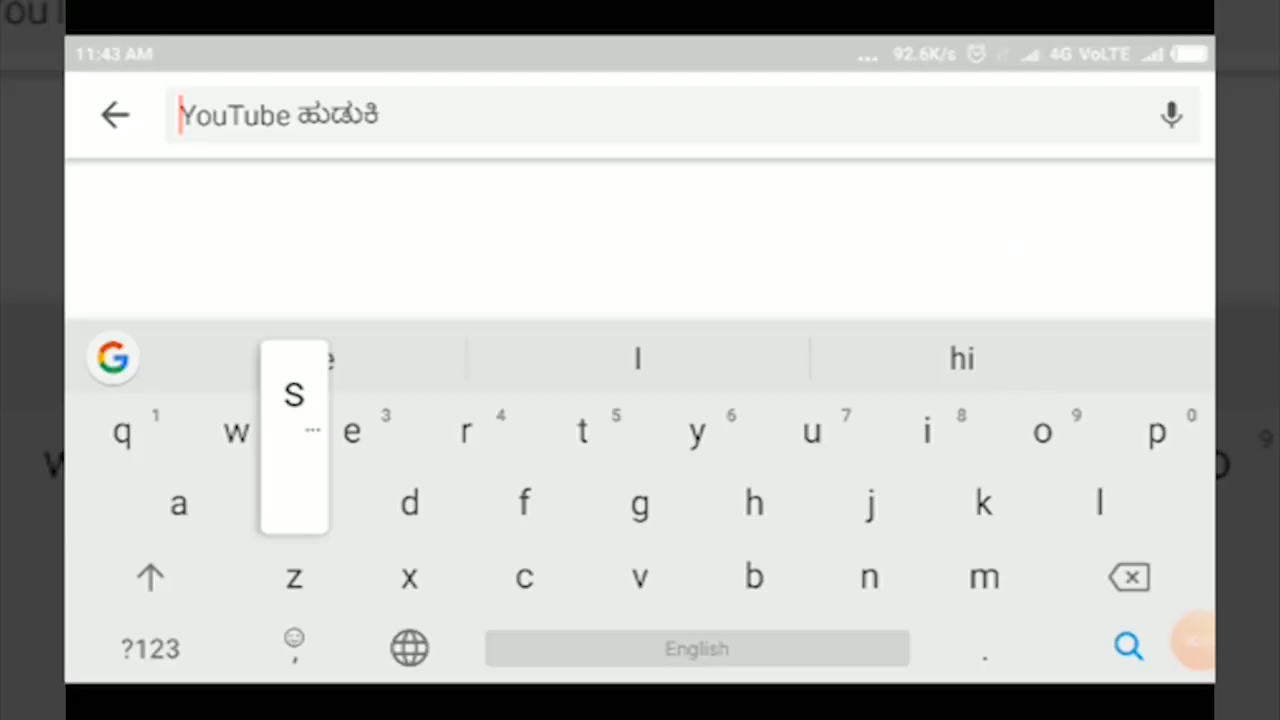 11:43 AM ... 92.6K/s 4G VoLTE
YouTube ಹುಡುಕಿ
I hi
q 1 w e 3 r 4 t 5 y 6 u 7 i 8 o 9 p 0
S ...
a d f g h j k l
z x c v b n m
?123 , English .